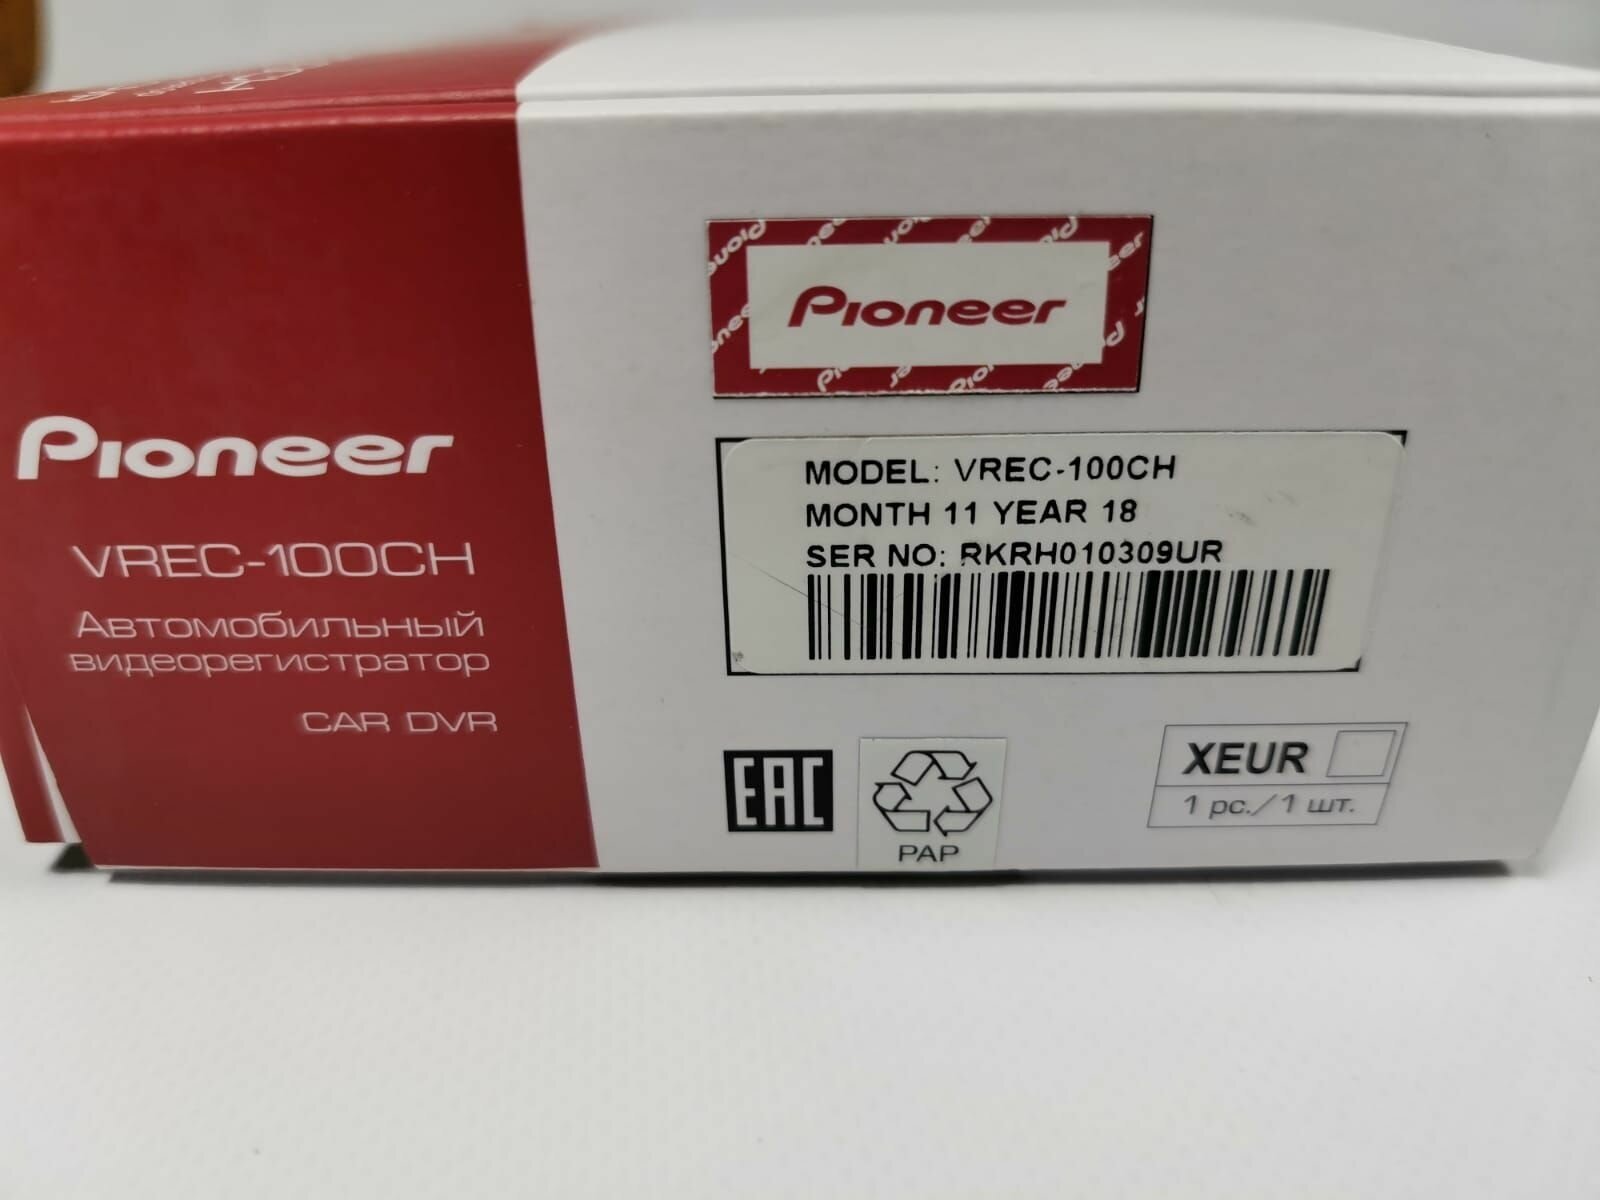 Pioneer
VREC-100CH
Автомобильный
видеорегистратор
CAR DVR
Pioneer
MODEL: VREC-100CH
MONTH 11 YEAR 18
SER NO: RKRH010309UR
EAC
PAP
XEUR
1 pc./1 шт.